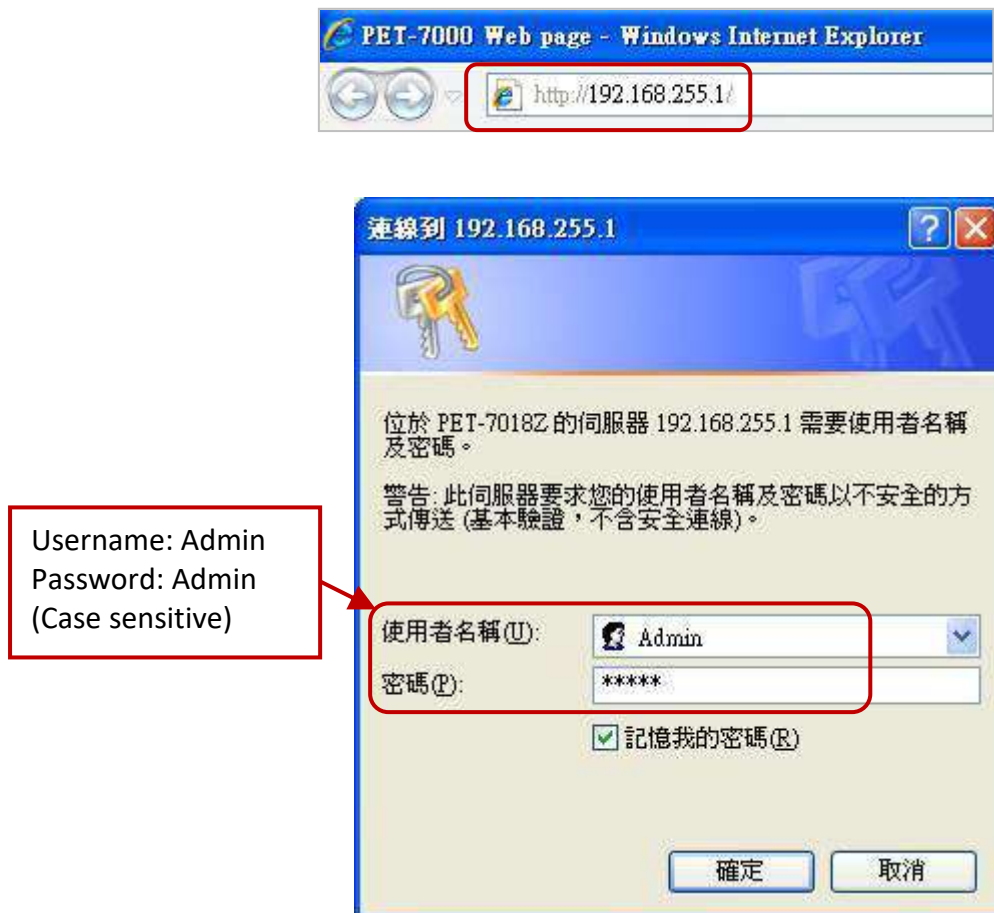 PET-7000 Web page - Windows Internet Explorer
http://192.168.255.1/
連線到 192.168.255.1
位於 PET-7018Z 的伺服器 192.168.255.1 需要使用者名稱
及密碼。
警告: 此伺服器要求您的使用者名稱及密碼以不安全的方
式傳送 (基本驗證，不含安全連線)。
Username: Admin
Password: Admin
(Case sensitive)
使用者名稱(U):
Admin
密碼(P):
*****
記憶我的密碼(R)
確定
取消